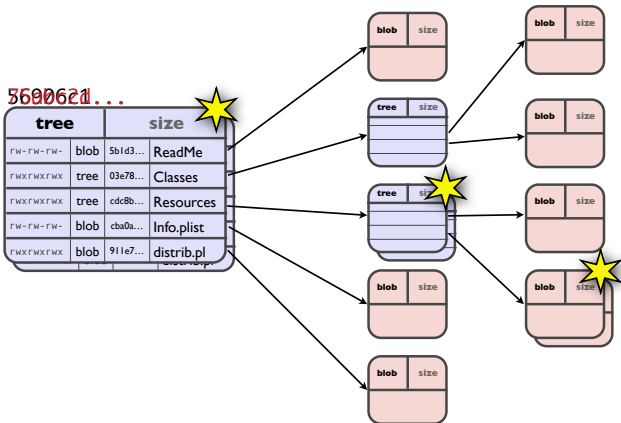 tree size
rw-rw-rw- blob 5b1d3... ReadMe
rwxrwxrwx tree 03e78... Classes
rwxrwxrwx tree cdc8b... Resources
rw-rw-rw- blob cba0a... Info.plist
rwxrwxrwx blob 911e7... distrib.pl
blob size
tree size
tree size
blob size
blob size
blob size
blob size
blob size
blob size